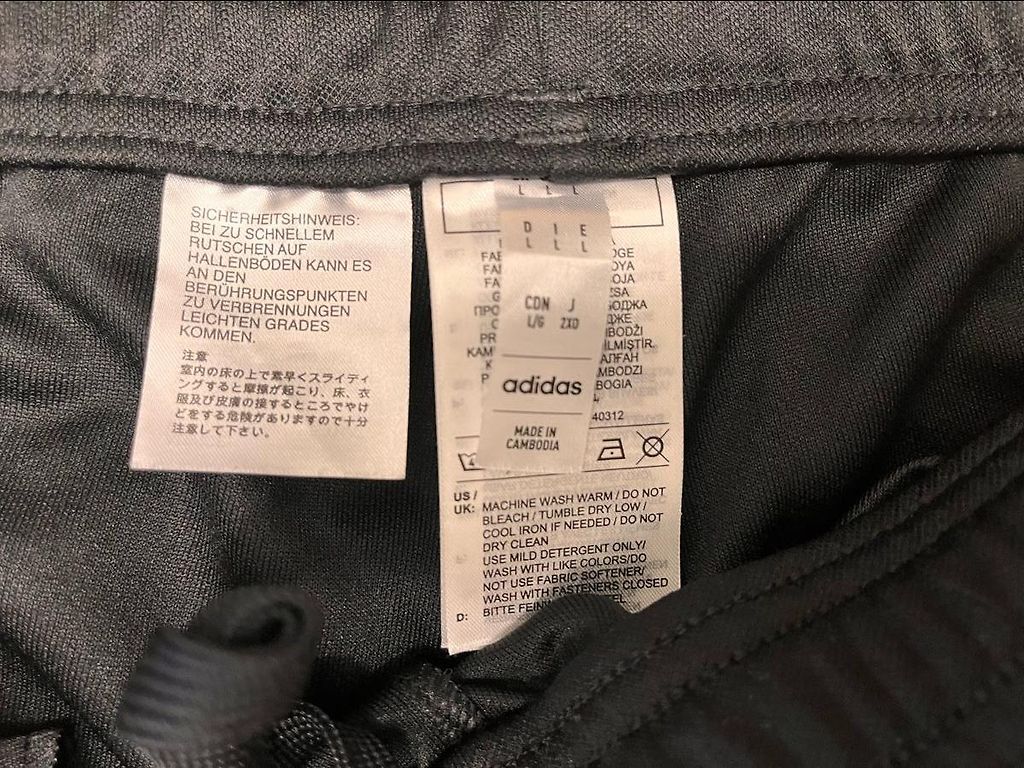 SICHERHEITSHINWEIS:
BEI ZU SCHNELLEM
RUTSCHEN AUF
HALLENBÖDEN KANN ES
AN DEN
BERÜHRUNGSPUNKTEN
ZU VERBRENNUNGEN
LEICHTEN GRADES
KOMMEN.
注意
室内の床の上で素早くスライディ
ングすると摩擦が起こり、床、衣
服及び皮膚の接するところでやけ
どをする危険がありますので十分
注意して下さい。
L L L
D I E
L L L
CDN J
L/G 2XO
adidas
MADE IN
CAMBODIA
40312
US /
UK: MACHINE WASH WARM / DO NOT
BLEACH / TUMBLE DRY LOW /
COOL IRON IF NEEDED / DO NOT
DRY CLEAN
USE MILD DETERGENT ONLY/
WASH WITH LIKE COLORS/DO
NOT USE FABRIC SOFTENER/
WASH WITH FASTENERS CLOSED
D: BITTE